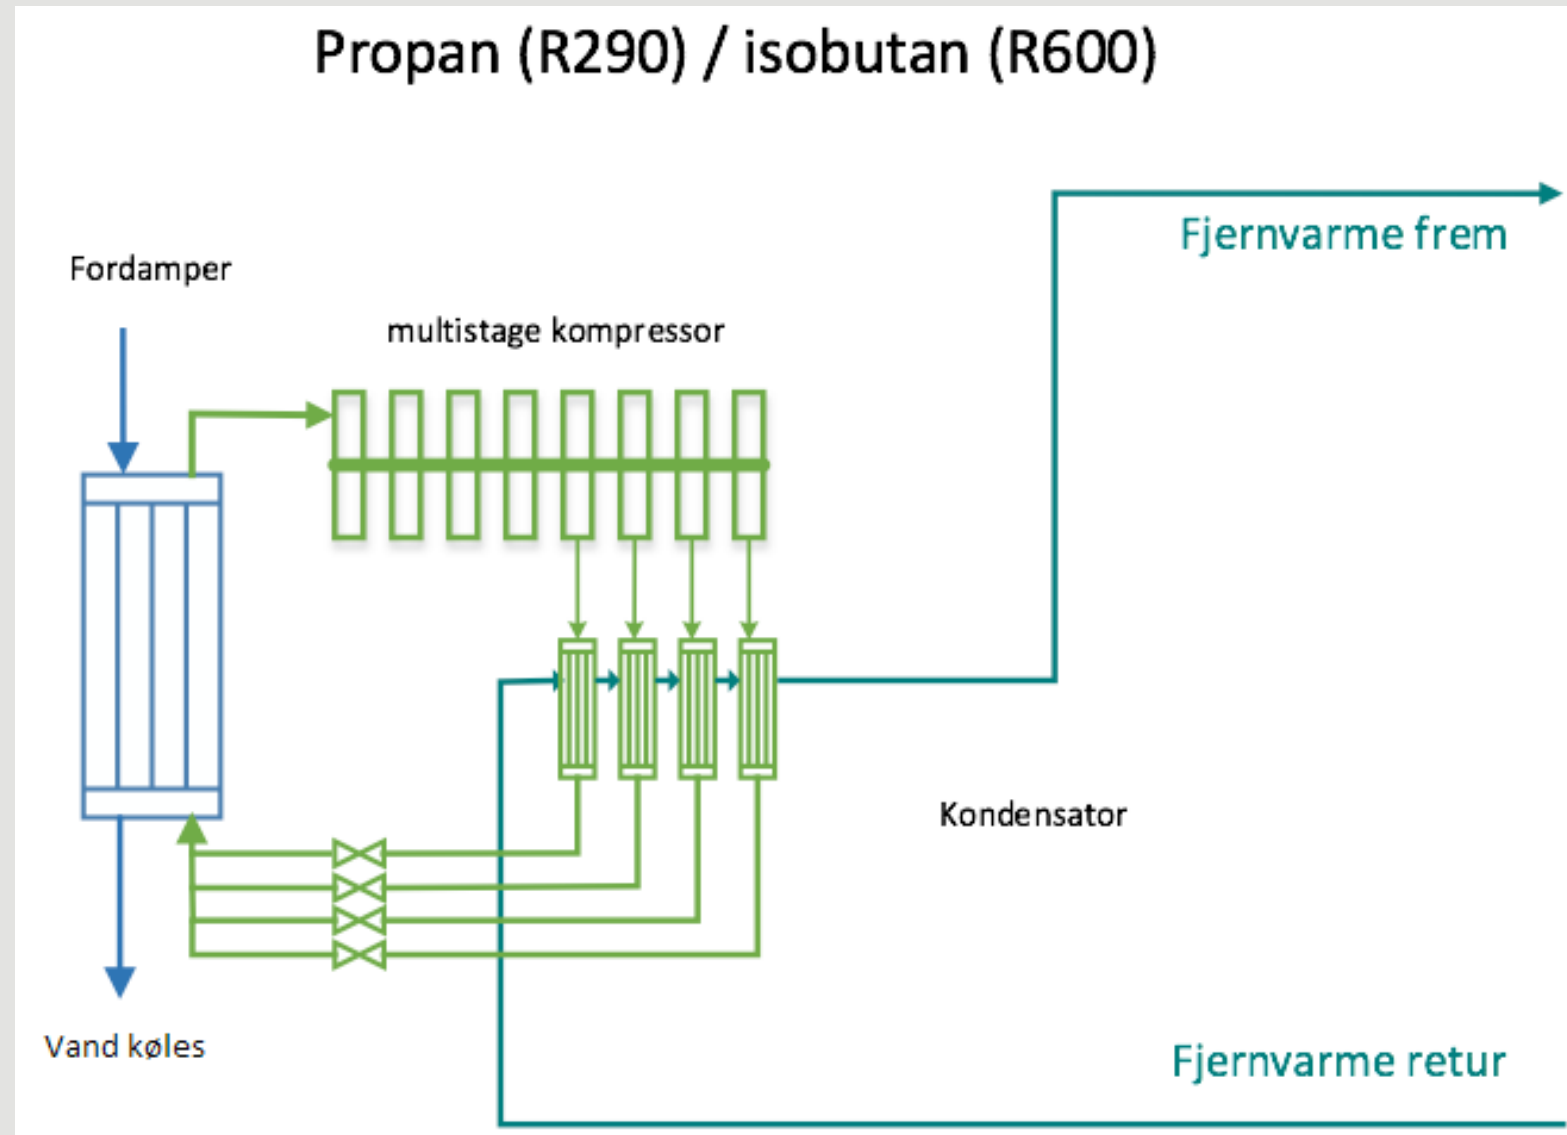 Propan (R290) / isobutan (R600)
Fjernvarme frem
Fordamper
multistage kompressor
Kondensator
Vand køles
Fjernvarme retur